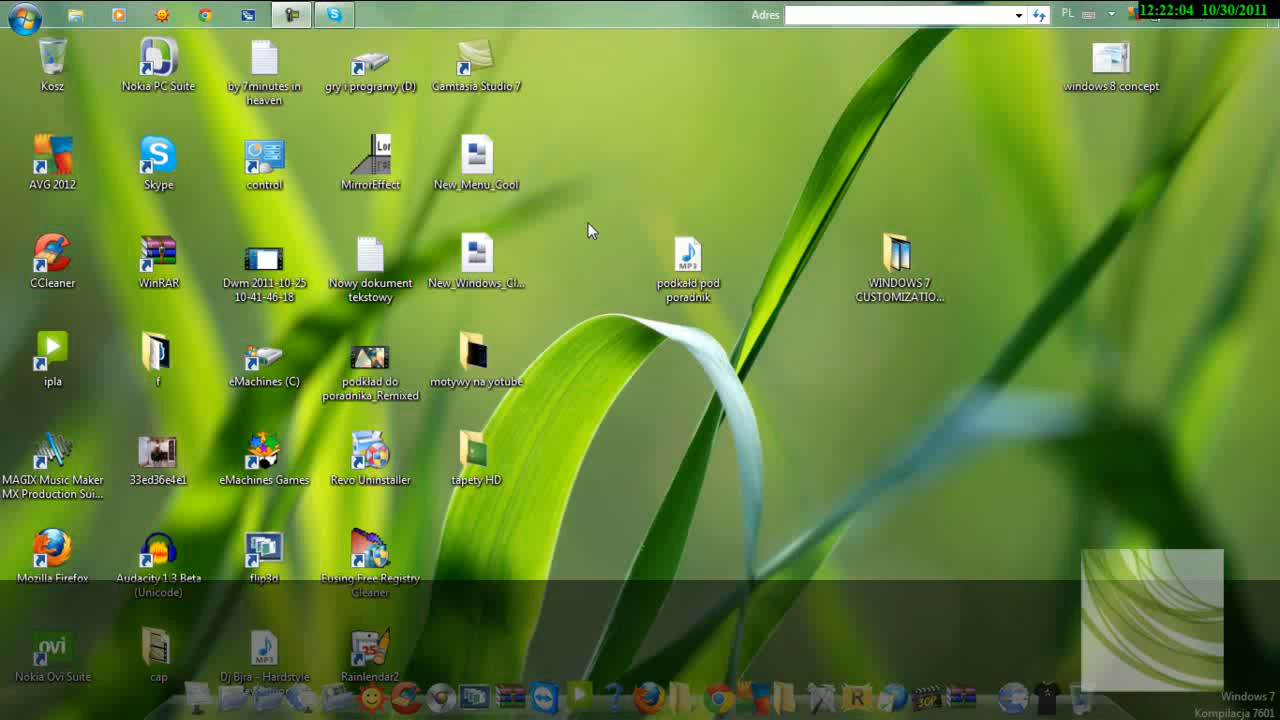 Adres
PL
12:22:04 10/30/2011
Kosz
Nokia PC Suite
by 7minutes in
heaven
gry i programy (D)
Camtasia Studio 7
windows 8 concept
AVG 2012
Skype
control
MirrorEffect
New_Menu_Cool
CCleaner
WinRAR
Dwm 2011-10-25
10-41-46-18
Nowy dokument
tekstowy
New_Windows_Cl...
podkałd pod
poradnik
WINDOWS 7
CUSTOMIZATIO...
ipla
f
eMachines (C)
podkład do
poradnika_Remixed
motywy na yotube
MAGIX Music Maker
MX Production Sui...
33ed36e4e1
eMachines Games
Revo Uninstaller
tapety HD
Mozilla Firefox
Audacity 1.3 Beta
(Unicode)
flip3d
Eusing Free Registry
Cleaner
Nokia Ovi Suite
cap
Dj Bjra - Hardstyle
Rainlendar2
Windows 7
Kompilacja 7601